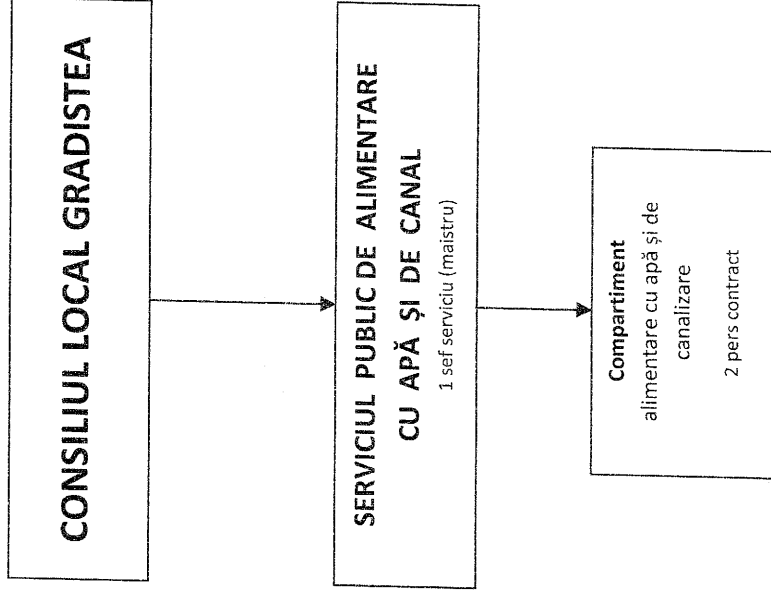 CONSILIUL LOCAL GRADISTEA
SERVICIUL PUBLIC DE ALIMENTARE
CU APĂ ȘI DE CANAL
1 sef serviciu (maistru)
Compartiment
alimentare cu apă și de
canalizare
2 pers contract